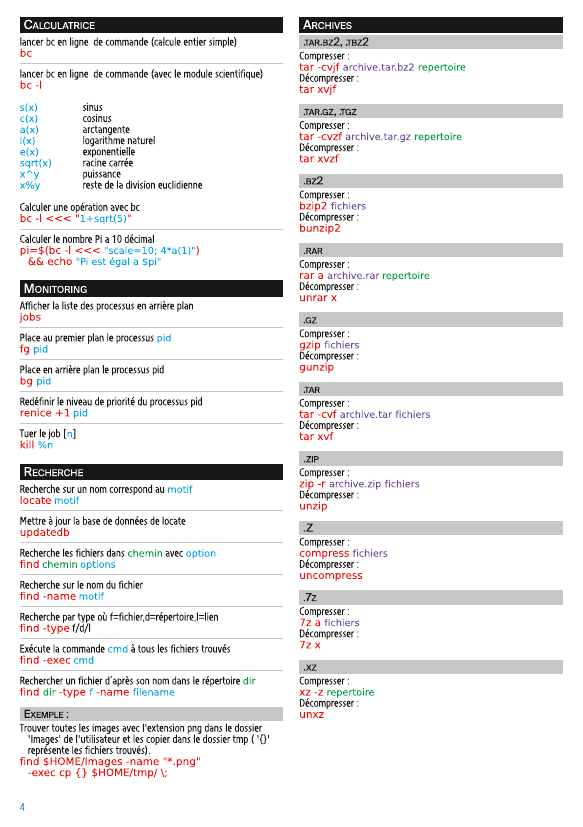 CALCULATRICE
lancer bc en ligne de commande (calcule entier simple)
bc
lancer bc en ligne de commande (avec le module scientifique)
bc -l
s(x) sinus
c(x) cosinus
a(x) arctangente
l(x) logarithme naturel
e(x) exponentielle
sqrt(x) racine carrée
x^y puissance
x%y reste de la division euclidienne
Calculer une opération avec bc
bc -l <<< "1+sqrt(5)"
Calculer le nombre Pi a 10 décimal
pi=$(bc -l <<< "scale=10; 4*a(1)")
&& echo "Pi est égal a $pi"
MONITORING
Afficher la liste des processus en arrière plan
jobs
Place au premier plan le processus pid
fg pid
Place en arrière plan le processus pid
bg pid
Redéfinir le niveau de priorité du processus pid
renice +1 pid
Tuer le job [n]
kill %n
RECHERCHE
Recherche sur un nom correspond au motif
locate motif
Mettre à jour la base de données de locate
updatedb
Recherche les fichiers dans chemin avec option
find chemin options
Recherche sur le nom du fichier
find -name motif
Recherche par type où f=fichier,d=répertoire,l=lien
find -type f/d/l
Exécute la commande cmd à tous les fichiers trouvés
find -exec cmd
Rechercher un fichier d'après son nom dans le répertoire dir
find dir -type f -name filename
EXEMPLE :
Trouver toutes les images avec l'extension png dans le dossier
'Images' de l'utilisateur et les copier dans le dossier tmp ( '{}'
représente les fichiers trouvés).
find $HOME/Images -name "*.png"
-exec cp {} $HOME/tmp/ \;
4
ARCHIVES
.TAR.BZ2, .TBZ2
Compresser :
tar -cvjf archive.tar.bz2 repertoire
Décompresser :
tar xvjf
.TAR.GZ, .TGZ
Compresser :
tar -cvzf archive.tar.gz repertoire
Décompresser :
tar xvzf
.BZ2
Compresser :
bzip2 fichiers
Décompresser :
bunzip2
.RAR
Compresser :
rar a archive.rar repertoire
Décompresser :
unrar x
.GZ
Compresser :
gzip fichiers
Décompresser :
gunzip
.TAR
Compresser :
tar -cvf archive.tar fichiers
Décompresser :
tar xvf
.ZIP
Compresser :
zip -r archive.zip fichiers
Décompresser :
unzip
.Z
Compresser :
compress fichiers
Décompresser :
uncompress
.7Z
Compresser :
7z a fichiers
Décompresser :
7z x
.XZ
Compresser :
xz -z repertoire
Décompresser :
unxz